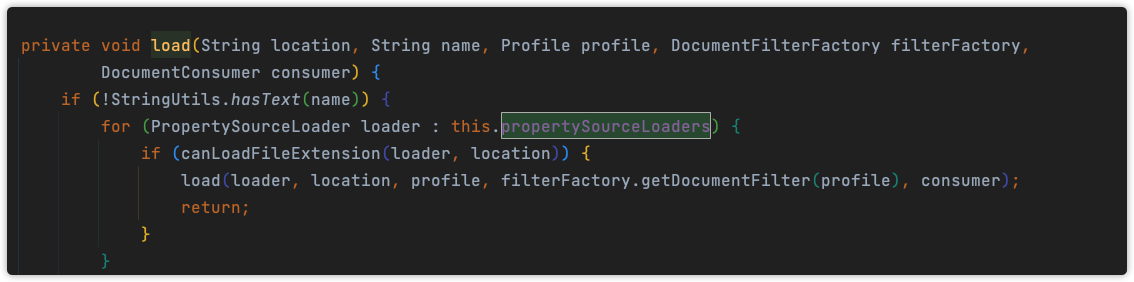 private void load(String location, String name, Profile profile, DocumentFilterFactory filterFactory,
        DocumentConsumer consumer) {
    if (!StringUtils.hasText(name)) {
        for (PropertySourceLoader loader : this.propertySourceLoaders) {
            if (canLoadFileExtension(loader, location)) {
                load(loader, location, profile, filterFactory.getDocumentFilter(profile), consumer);
                return;
            }
        }